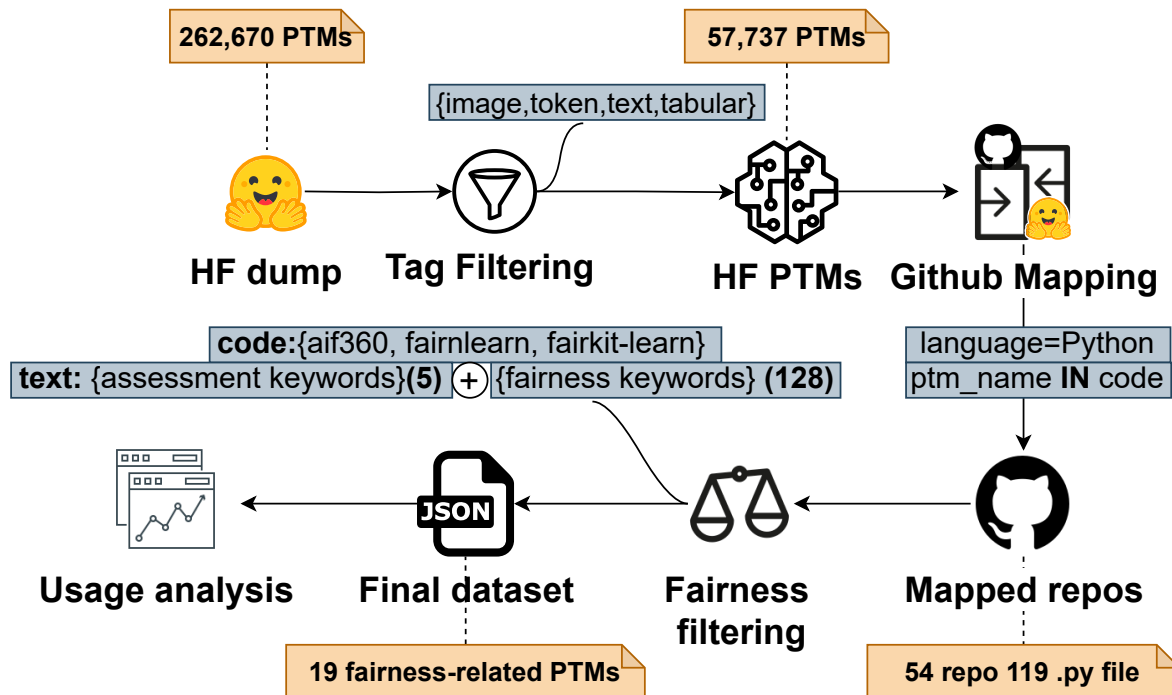 262,670 PTMs
57,737 PTMs
{image,token,text,tabular}
HF dump
Tag Filtering
HF PTMs
Github Mapping
code:{aif360, fairnlearn, fairkit-learn}
text: {assessment keywords}(5) + {fairness keywords} (128)
language=Python
ptm_name IN code
JSON
Usage analysis
Final dataset
Fairness
filtering
Mapped repos
19 fairness-related PTMs
54 repo 119 .py file